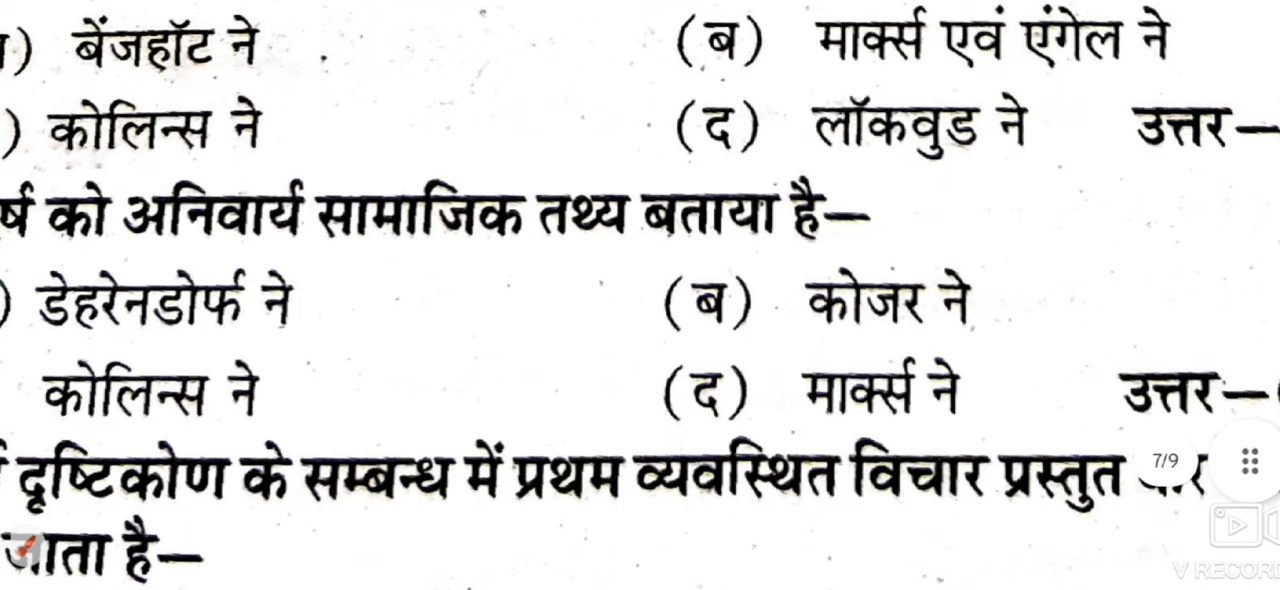 ) बेंजहॉट ने (ब) मार्क्स एवं एंगेल ने
) कोलिन्स ने (द) लॉकवुड ने उत्तर—
को अनिवार्य सामाजिक तथ्य बताया है—
) डेहरेनडोर्फ ने (ब) कोजर ने
कोलिन्स ने (द) मार्क्स ने उत्तर—(
दृष्टिकोण के सम्बन्ध में प्रथम व्यवस्थित विचार प्रस्तुत
7/9
जाता है—
V RECORD